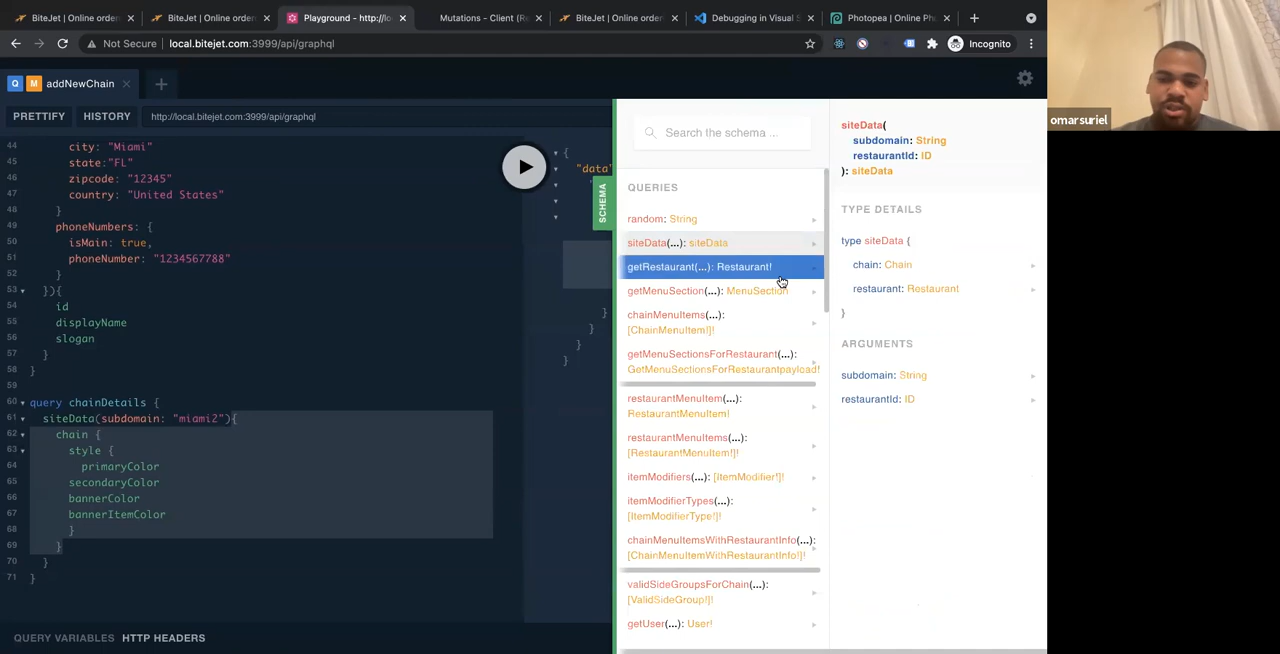 BiteJet | Online order
BiteJet | Online order
Playground - http://lo
Mutations - Client (Re
BiteJet | Online order
Debugging in Visual S
Photopea | Online Ph
Not Secure
local.bitejet.com:3999/api/graphql
Incognito
Q M addNewChain
PRETTIFY
HISTORY
http://local.bitejet.com:3999/api/graphql
44 city: "Miami"
45 state:"FL"
46 zipcode: "12345"
47 country: "United States"
48 }
49 phoneNumbers: {
50 isMain: true,
51 phoneNumber: "1234567788"
52 }
53 }){
54 id
55 displayName
56 slogan
57 }
58 }
59
60 query chainDetails {
61 siteData(subdomain: "miami2"){
62 chain {
63 style {
64 primaryColor
65 secondaryColor
66 bannerColor
67 bannerItemColor
68 }
69 }
70 }
71 }
QUERY VARIABLES
HTTP HEADERS
{
"data"
}
}
}
}
SCHEMA
Search the schema ...
QUERIES
random: String
siteData(...): siteData
getRestaurant(...): Restaurant!
getMenuSection(...): MenuSection
chainMenuItems(...):
[ChainMenuItem!]!
getMenuSectionsForRestaurant(...):
GetMenuSectionsForRestaurantpayload!
restaurantMenuItem(...):
RestaurantMenuItem!
restaurantMenuItems(...):
[RestaurantMenuItem!]!
itemModifiers(...): [itemModifier!]!
itemModifierTypes(...):
[ItemModifierType!]!
chainMenuItemsWithRestaurantInfo(...):
[ChainMenuItemWithRestaurantInfo!]!
validSideGroupsForChain(...):
[ValidSideGroup!]!
getUser(...): User!
siteData(
subdomain: String
restaurantId: ID
): siteData
TYPE DETAILS
type siteData {
chain: Chain
restaurant: Restaurant
}
ARGUMENTS
subdomain: String
restaurantId: ID
omarsuriel